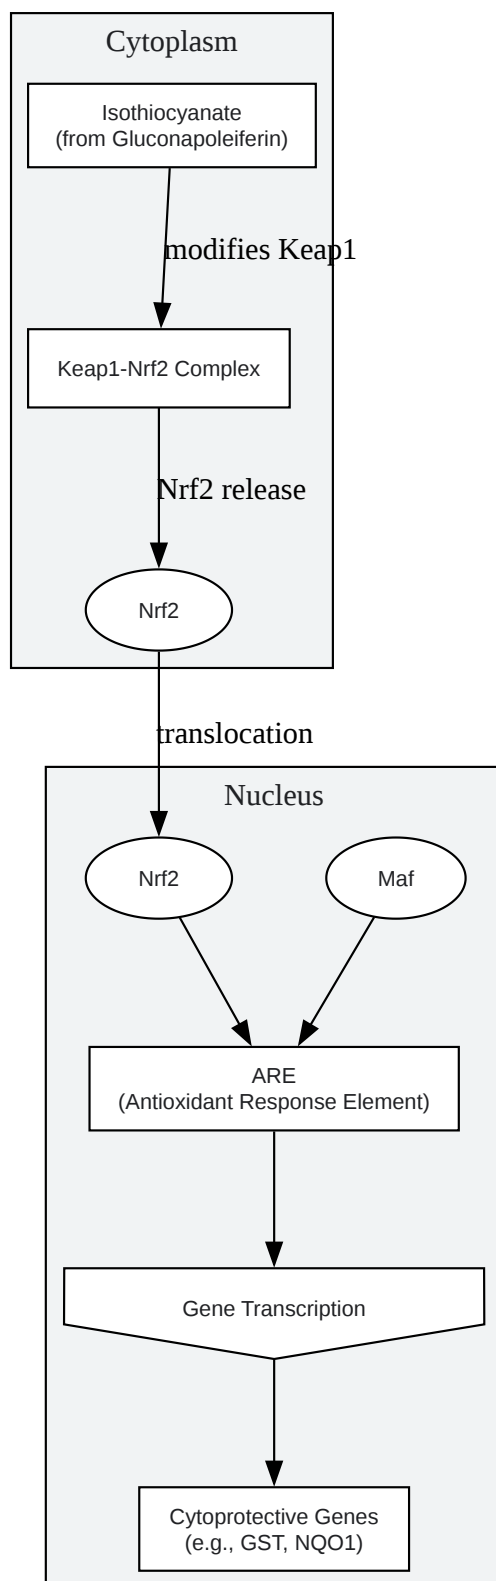 Cytoplasm
Isothiocyanate
(from Gluconapoleiferin)
modifies Keap1
Keap1-Nrf2 Complex
Nrf2 release
Nrf2
translocation
Nucleus
Nrf2
Maf
ARE
(Antioxidant Response Element)
Gene Transcription
Cytoprotective Genes
(e.g., GST, NQO1)